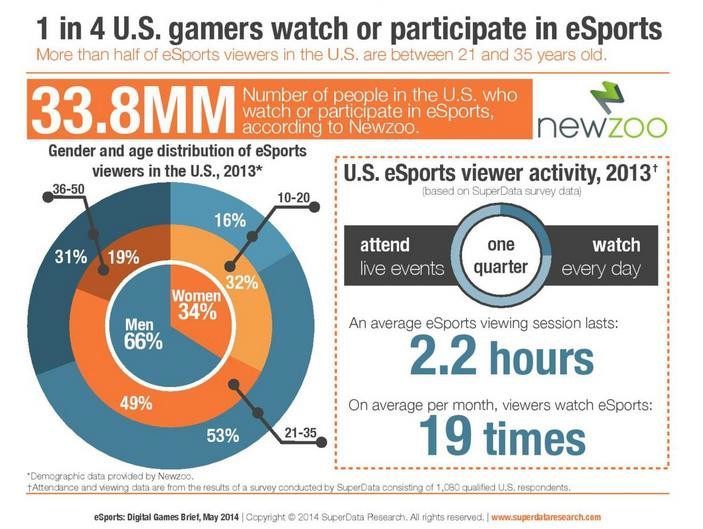 1 in 4 U.S. gamers watch or participate in eSports
More than half of eSports viewers in the U.S. are between 21 and 35 years old.
33.8MM
Number of people in the U.S. who
watch or participate in eSports,
according to Newzoo.
newzoo
Gender and age distribution of eSports
viewers in the U.S., 2013*
36-50
10-20
16%
31%
19%
32%
Women
34%
Men
66%
49%
53%
21-35
U.S. eSports viewer activity, 2013†
(based on SuperData survey data)
attend
live events
one
quarter
watch
every day
An average eSports viewing session lasts:
2.2 hours
On average per month, viewers watch eSports:
19 times
*Demographic data provided by Newzoo.
†Attendance and viewing data are from the results of a survey conducted by SuperData consisting of 1,080 qualified U.S. respondents.
eSports: Digital Games Brief, May 2014 | Copyright © 2014 SuperData Research. All rights reserved. | www.superdataresearch.com